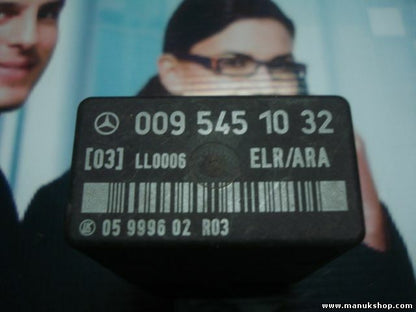 009 545 10 32
[03] LL0006 ELR/ARA
05 9996 02 R03
www.manukshop.com